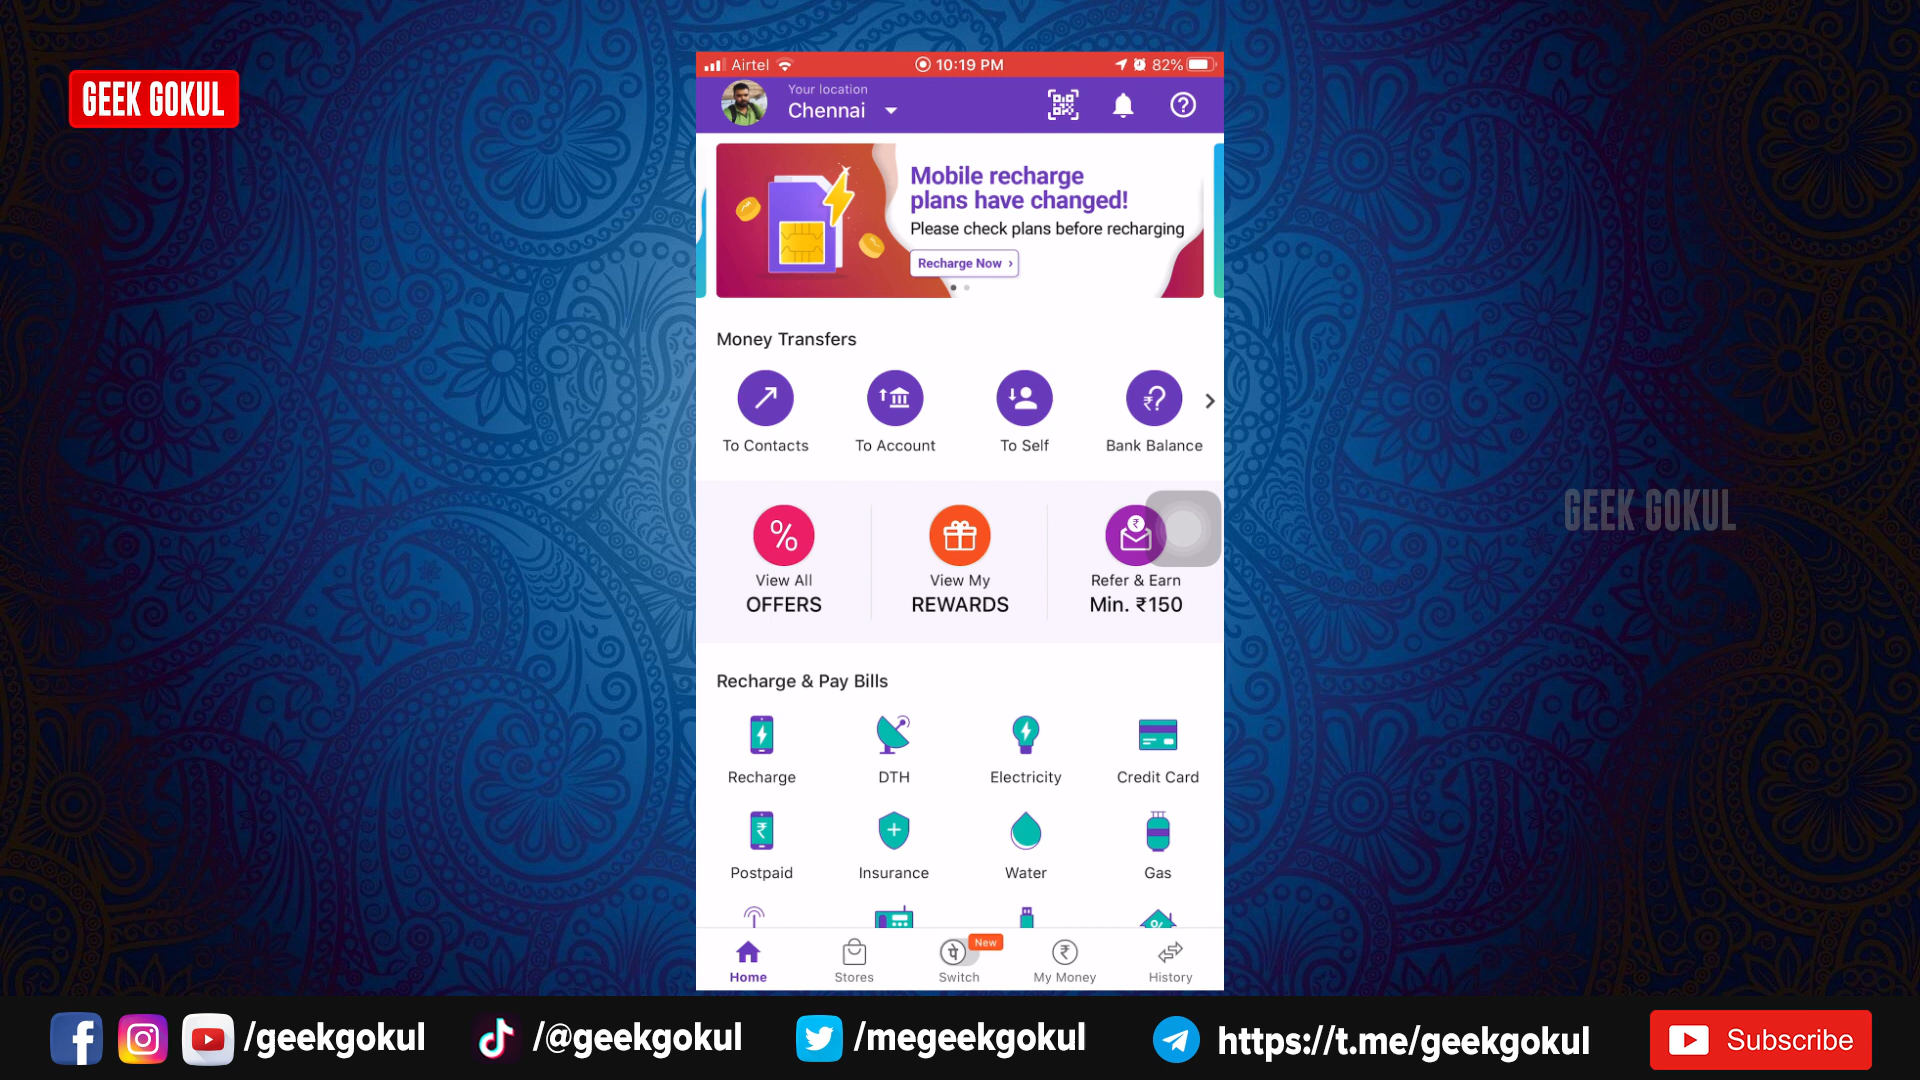 GEEK GOKUL
Airtel
10:19 PM
82%
Your location
Chennai
Mobile recharge
plans have changed!
Please check plans before recharging
Recharge Now ›
Money Transfers
To Contacts
To Account
To Self
Bank Balance
GEEK GOKUL
View All
OFFERS
View My
REWARDS
Refer & Earn
Min. ₹150
Recharge & Pay Bills
Recharge
DTH
Electricity
Credit Card
Postpaid
Insurance
Water
Gas
New
Home
Stores
Switch
My Money
History
/geekgokul
/@geekgokul
/megeekgokul
https://t.me/geekgokul
Subscribe